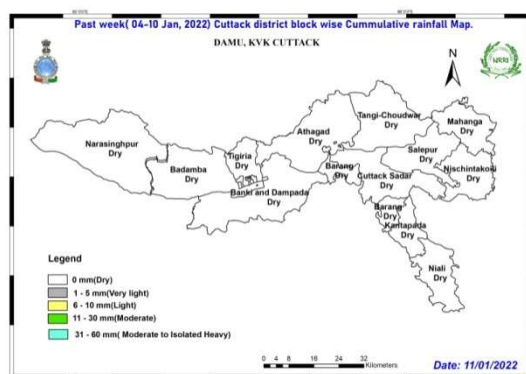 Past week( 04-10 Jan, 2022) Cuttack district block wise Cummulative rainfall Map.
DAMU, KVK CUTTACK
N
NRRI
Tangi-Choudwar
Dry
Mahanga
Dry
Narasinghpur
Dry
Athagad
Dry
Salepur
Dry
Tigiria
Dry
Badamba
Dry
Barang
Dry
Nischintakoili
Dry
Cuttack Sadar
Dry
Banki and Dampada
Dry
Barang
Dry
Kantapada
Dry
Niali
Dry
Legend
0 mm(Dry)
1 - 5 mm(Very light)
6 - 10 mm(Light)
11 - 30 mm(Moderate)
31 - 60 mm( Moderate to Isolated Heavy)
0 4 8 16 24 32
Kilometers
Date: 11/01/2022